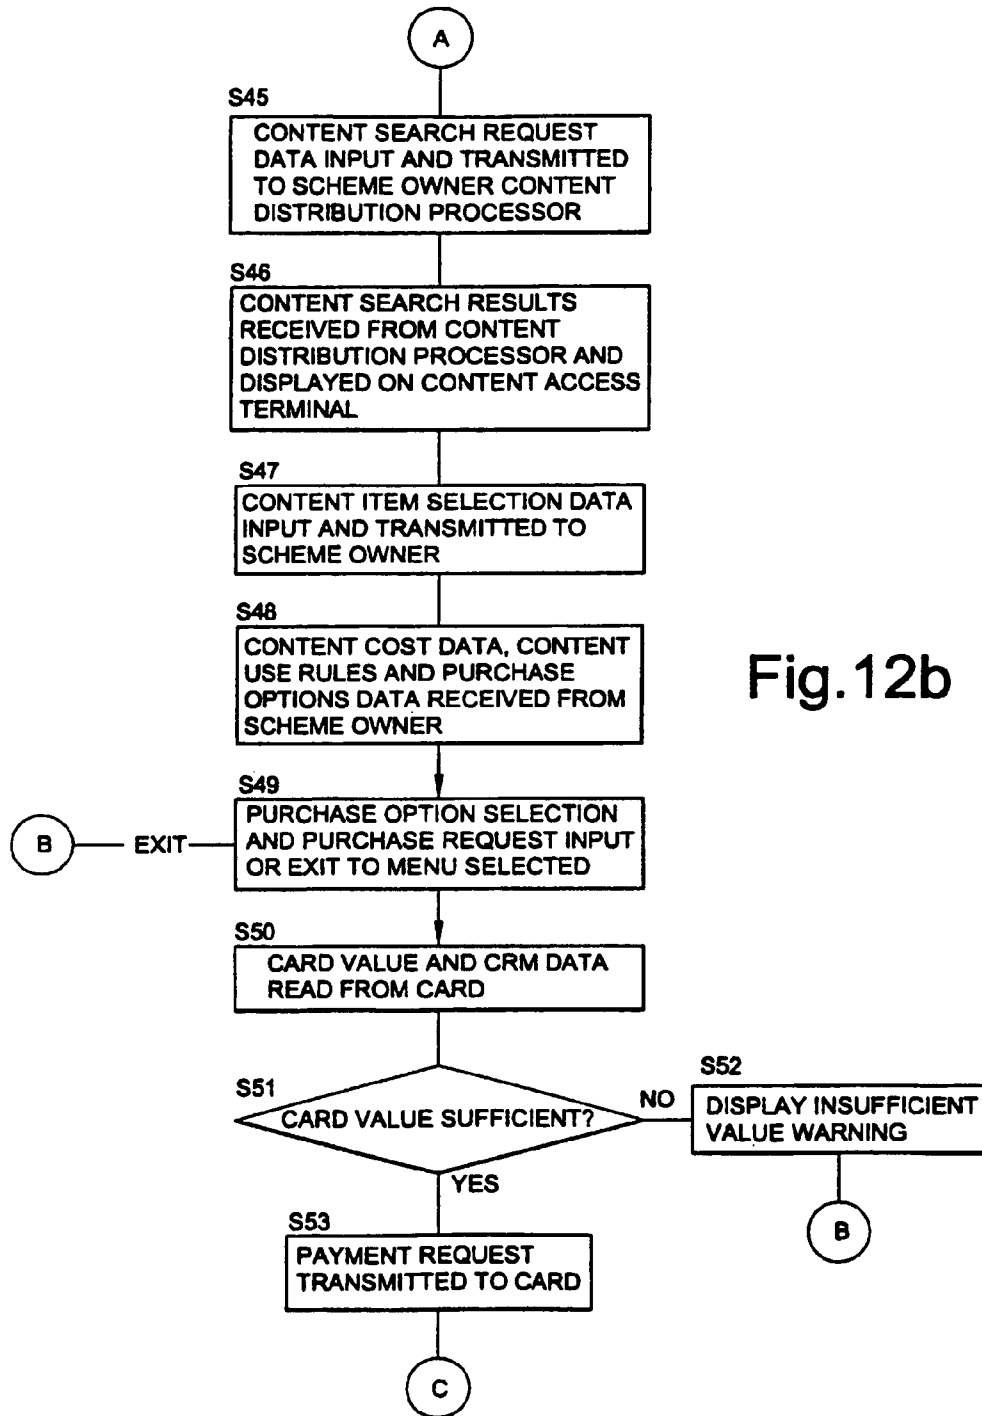 A
S45
CONTENT SEARCH REQUEST
DATA INPUT AND TRANSMITTED
TO SCHEME OWNER CONTENT
DISTRIBUTION PROCESSOR
S46
CONTENT SEARCH RESULTS
RECEIVED FROM CONTENT
DISTRIBUTION PROCESSOR AND
DISPLAYED ON CONTENT ACCESS
TERMINAL
S47
CONTENT ITEM SELECTION DATA
INPUT AND TRANSMITTED TO
SCHEME OWNER
S48
CONTENT COST DATA, CONTENT
USE RULES AND PURCHASE
OPTIONS DATA RECEIVED FROM
SCHEME OWNER
Fig.12b
S49
PURCHASE OPTION SELECTION
AND PURCHASE REQUEST INPUT
OR EXIT TO MENU SELECTED
B
EXIT
S50
CARD VALUE AND CRM DATA
READ FROM CARD
S51
CARD VALUE SUFFICIENT?
NO
S52
DISPLAY INSUFFICIENT
VALUE WARNING
YES
B
S53
PAYMENT REQUEST
TRANSMITTED TO CARD
C